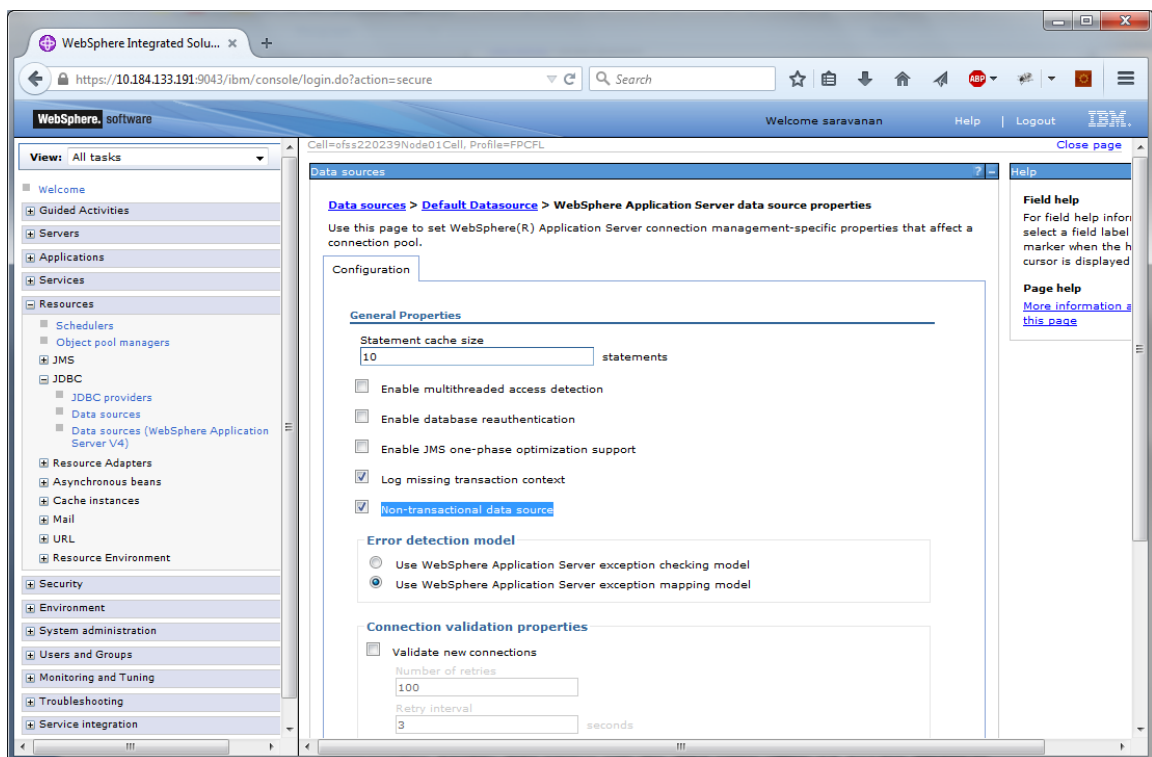 WebSphere Integrated Solu... × +
https://10.184.133.191:9043/ibm/console/login.do?action=secure
Search
ABP
WebSphere. software
Welcome saravanan
Help | Logout
IBM.
View: All tasks
Welcome
Guided Activities
Servers
Applications
Services
Resources
Schedulers
Object pool managers
JMS
JDBC
JDBC providers
Data sources
Data sources (WebSphere Application
Server V4)
Resource Adapters
Asynchronous beans
Cache instances
Mail
URL
Resource Environment
Security
Environment
System administration
Users and Groups
Monitoring and Tuning
Troubleshooting
Service integration
Cell=ofss220239Node01Cell, Profile=FPCFL
Close page
Data sources
? –
Data sources > Default Datasource > WebSphere Application Server data source properties
Use this page to set WebSphere(R) Application Server connection management-specific properties that affect a
connection pool.
Configuration
General Properties
Statement cache size
10 statements
Enable multithreaded access detection
Enable database reauthentication
Enable JMS one-phase optimization support
Log missing transaction context
Non-transactional data source
Error detection model
Use WebSphere Application Server exception checking model
Use WebSphere Application Server exception mapping model
Connection validation properties
Validate new connections
Number of retries
100
Retry interval
3 seconds
Help
Field help
For field help inform
select a field label
marker when the h
cursor is displayed
Page help
More information a
this page